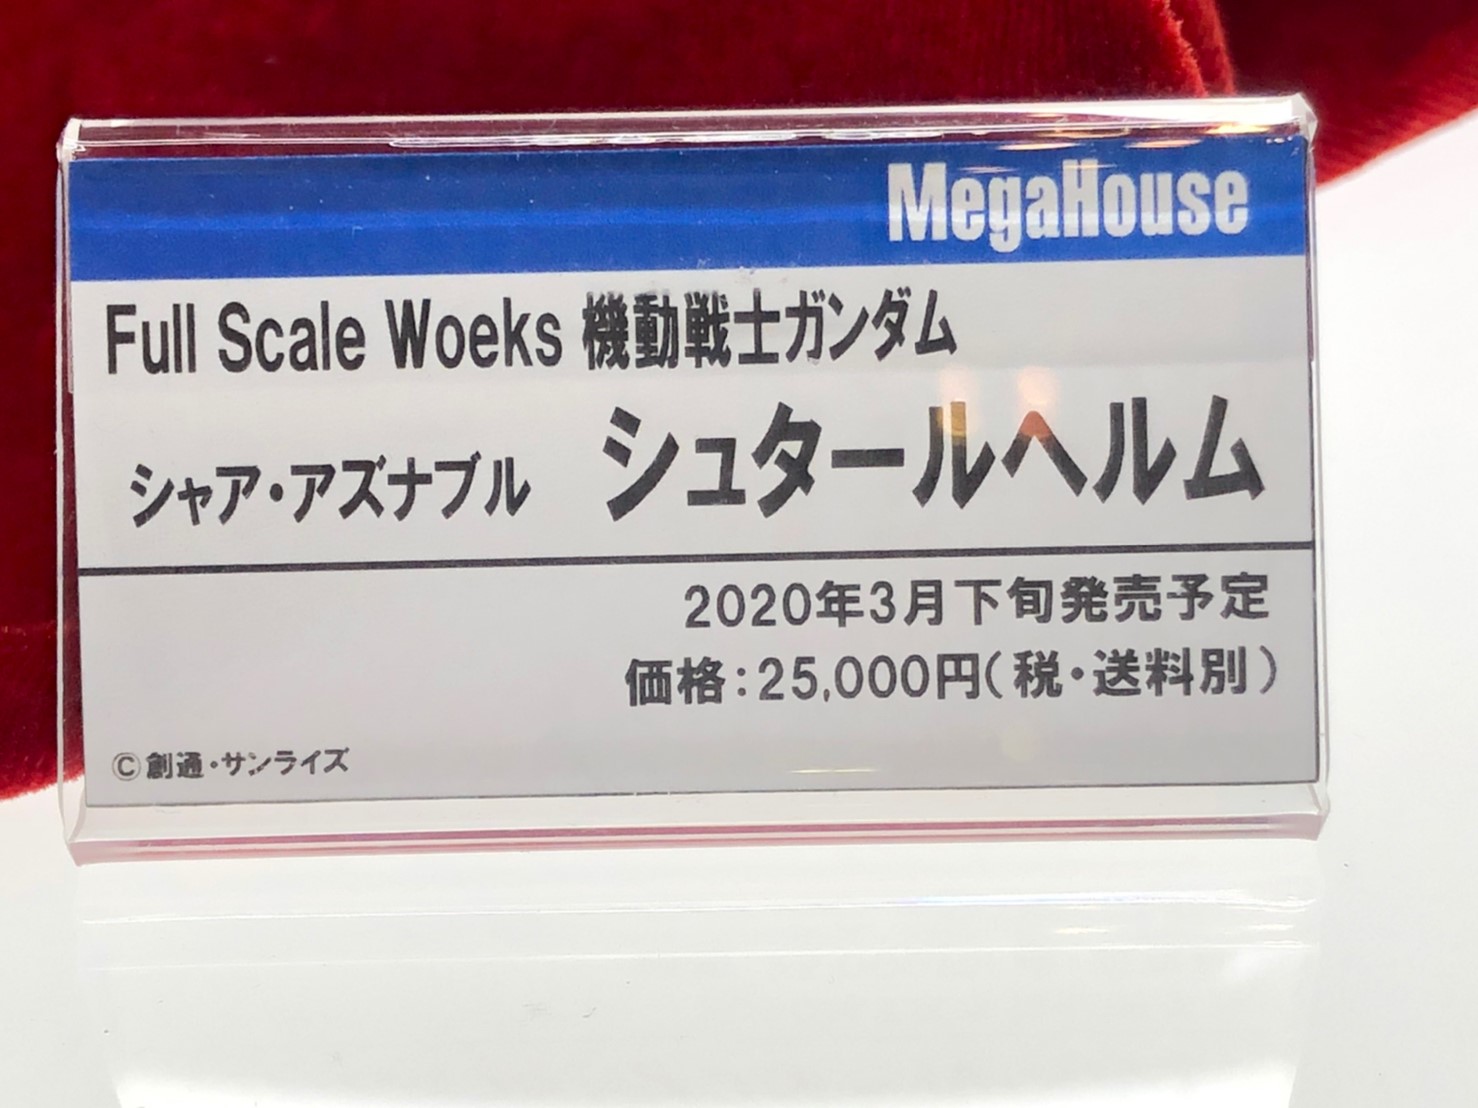 MegaHouse
Full Scale Woeks 機動戦士ガンダム
シャア・アズナブル シュタールヘルム
2020年3月下旬発売予定
価格：25,000円（税・送料別）
©創通・サンライズ